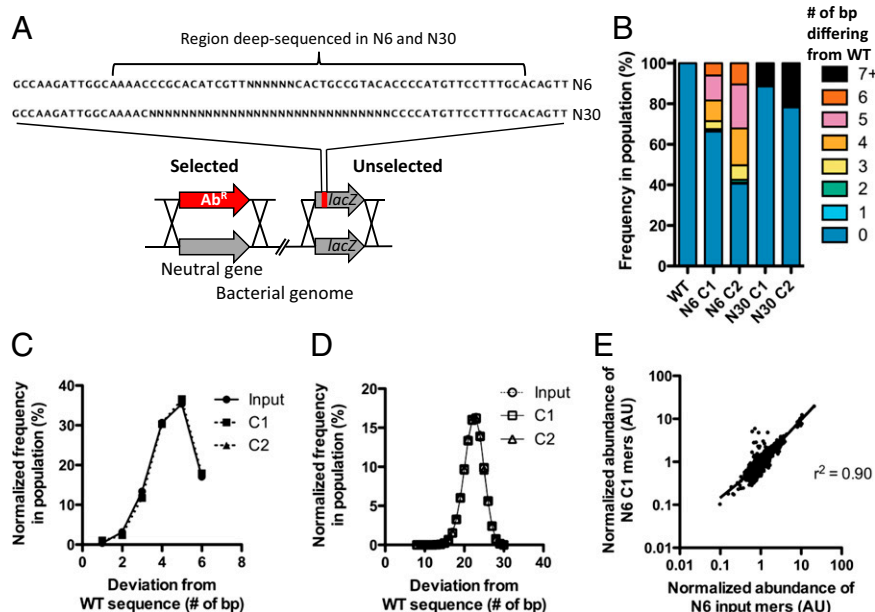 A
Region deep-sequenced in N6 and N30
GCCAAGATTGGCAAAACCCGCACATCGTTNNNNNNCACTGCCGTACACCCCATGTTCCTTTGCACAGTT N6
GCCAAGATTGGCAAAACNNNNNNNNNNNNNNNNNNNNNNNNNNNNNNCCCCATGTTCCTTTGCACAGTT N30
Selected
Unselected
Ab^R
lacZ
lacZ
Neutral gene
Bacterial genome
B
# of bp
differing
from WT
Frequency in population (%)
100
80
60
40
20
0
WT
N6 C1
N6 C2
N30 C1
N30 C2
7+
6
5
4
3
2
1
0
C
Normalized frequency
in population (%)
40
30
20
10
0
0
2
4
6
8
Input
C1
C2
Deviation from
WT sequence (# of bp)
D
Normalized frequency
in population (%)
20
15
10
5
0
0
10
20
30
40
Input
C1
C2
Deviation from
WT sequence (# of bp)
E
Normalized abundance of
N6 C1 mers (AU)
100
10
1
0.1
0.01
0.1
1
10
100
r² = 0.90
Normalized abundance of
N6 input mers (AU)